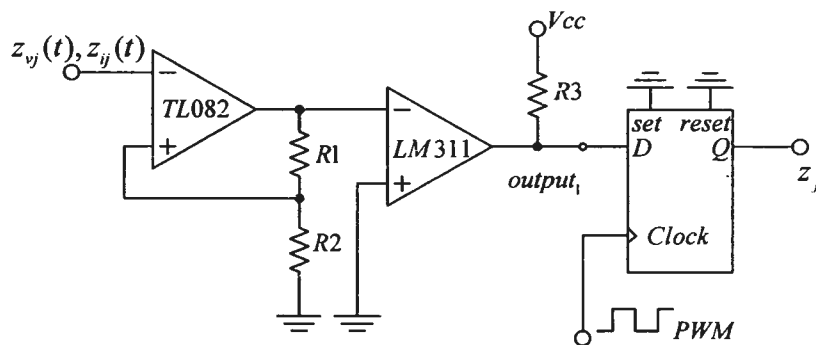 z_vj(t), z_ij(t)
Vcc
R3
TL082
R1
R2
LM311
output_1
set reset
D Q
Clock
z_j
PWM